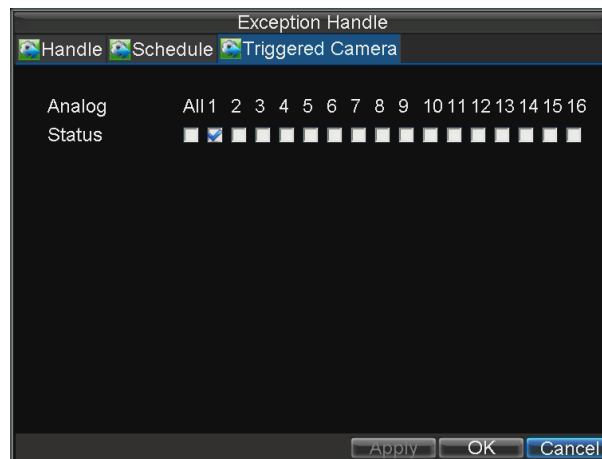 Exception Handle
Handle Schedule Triggered Camera
Analog All 1 2 3 4 5 6 7 8 9 10 11 12 13 14 15 16
Status
Apply OK Cancel